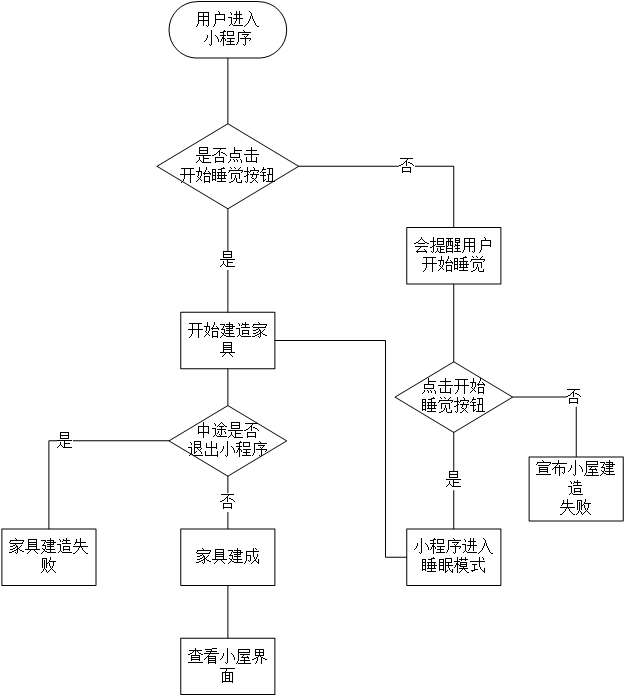 用户进入
小程序
是否点击
开始睡觉按钮
否
会提醒用户
开始睡觉
是
开始建造家
具
点击开始
睡觉按钮
否
中途是否
退出小程序
是
宣布小屋建
造
失败
是
否
家具建造失
败
家具建成
小程序进入
睡眠模式
查看小屋界
面